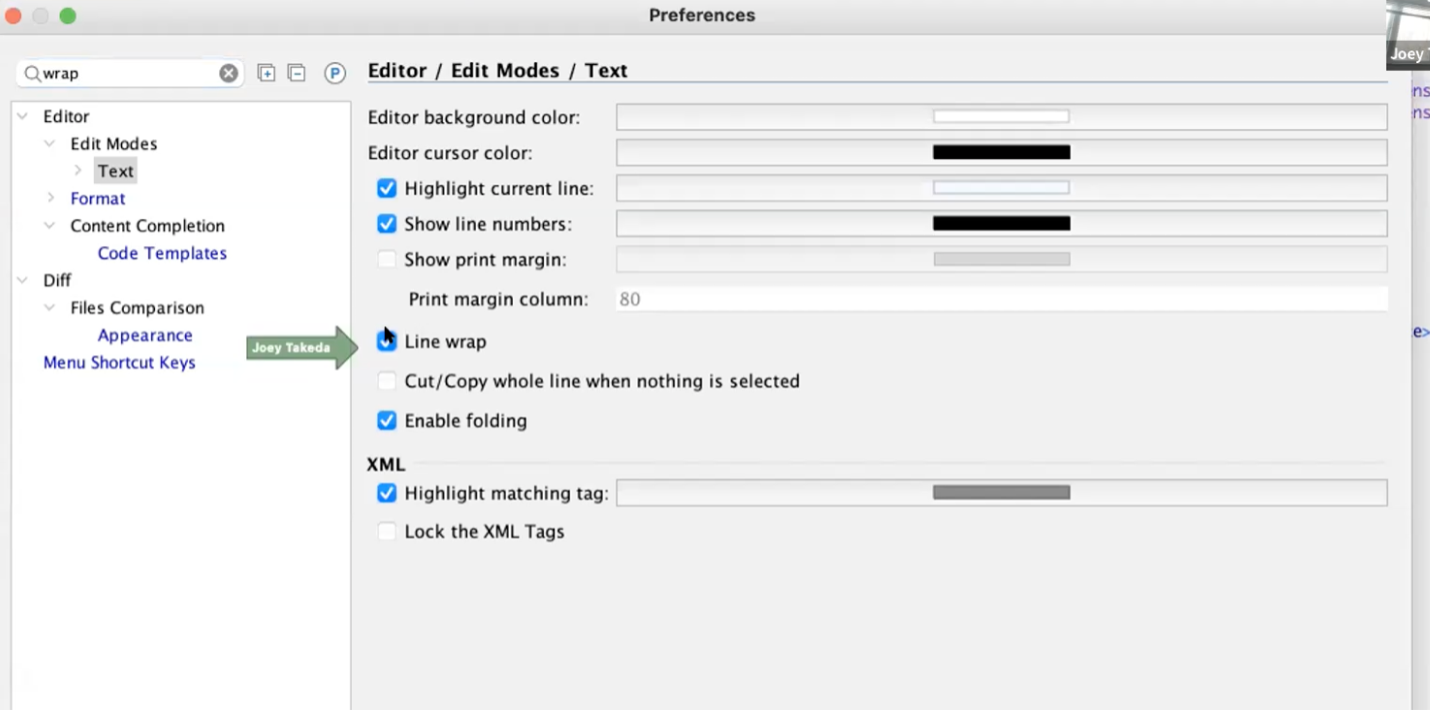 Preferences
Joey
wrap
P
Editor / Edit Modes / Text
Editor
Edit Modes
Text
Format
Content Completion
Code Templates
Diff
Files Comparison
Appearance
Menu Shortcut Keys
Joey Takeda
Editor background color:
Editor cursor color:
Highlight current line:
Show line numbers:
Show print margin:
Print margin column: 80
Line wrap
Cut/Copy whole line when nothing is selected
Enable folding
XML
Highlight matching tag:
Lock the XML Tags